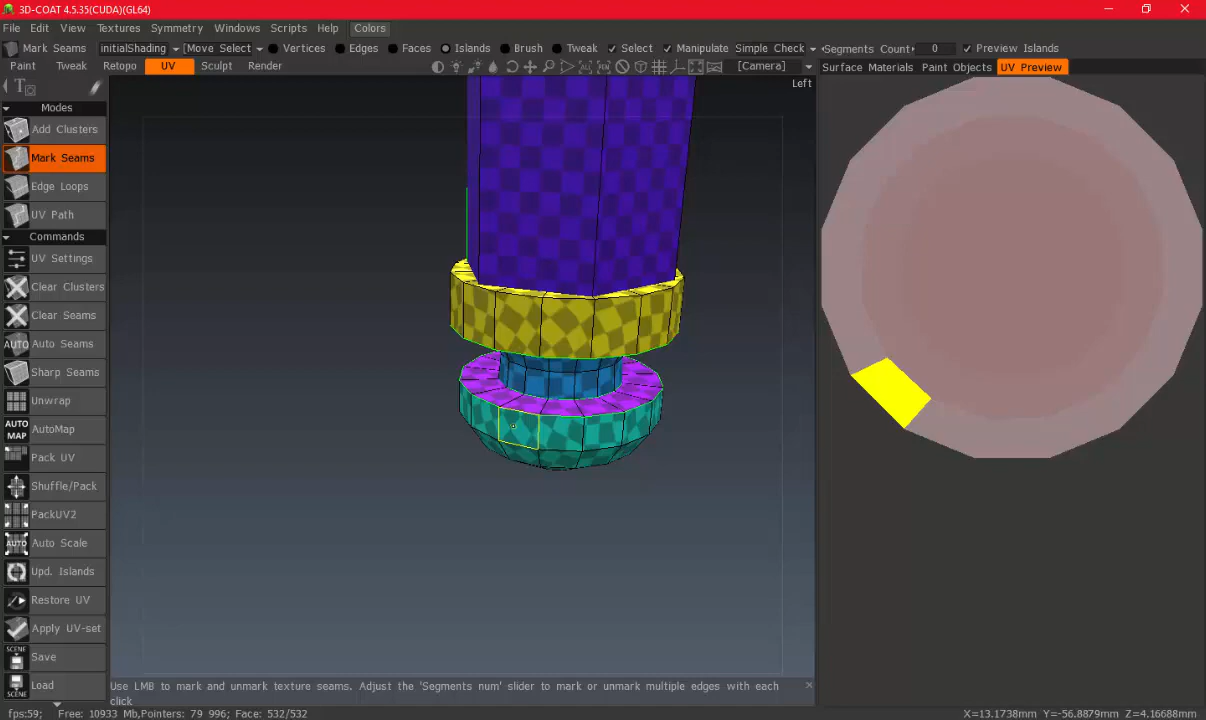 3D-COAT 4.5.35(CUDA)(GL64)
File Edit View Textures Symmetry Windows Scripts Help Colors
Mark Seams initialShading [Move Select Vertices Edges Faces Islands Brush Tweak Select Manipulate Simple Check Segments Count 0 Preview Islands
Paint Tweak Retopo UV Sculpt Render [Camera] Surface Materials Paint Objects UV Preview
Left
Modes
Add Clusters
Mark Seams
Edge Loops
UV Path
Commands
UV Settings
Clear Clusters
Clear Seams
AUTO Auto Seams
Sharp Seams
Unwrap
AUTO MAP AutoMap
Pack UV
Shuffle/Pack
PackUV2
AUTO Auto Scale
Upd. Islands
Restore UV
Apply UV-set
SCENE Save
SCENE Load
Use LMB to mark and unmark texture seams. Adjust the 'Segments num' slider to mark or unmark multiple edges with each
click
fps:59; Free: 10933 Mb,Pointers: 79 996; Face: 532/532 X=13.1738mm Y=-56.8879mm Z=4.16688mm